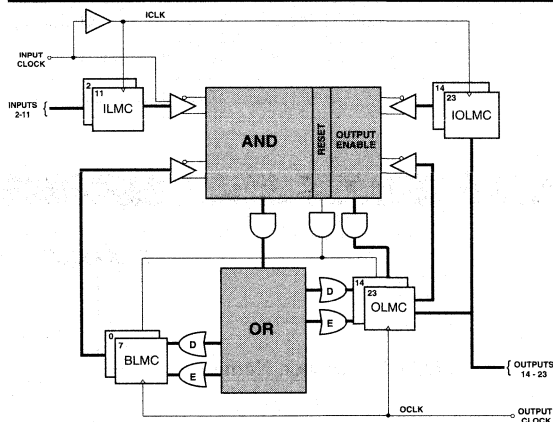 ICLK
INPUT
CLOCK
INPUTS
2-11
2
11
ILMC
14
23
IOLMC
AND
RESET
OUTPUT
ENABLE
OR
D
E
14
23
OLMC
0
7
BLMC
D
E
OUTPUTS
14 - 23
OCLK
OUTPUT
CLOCK